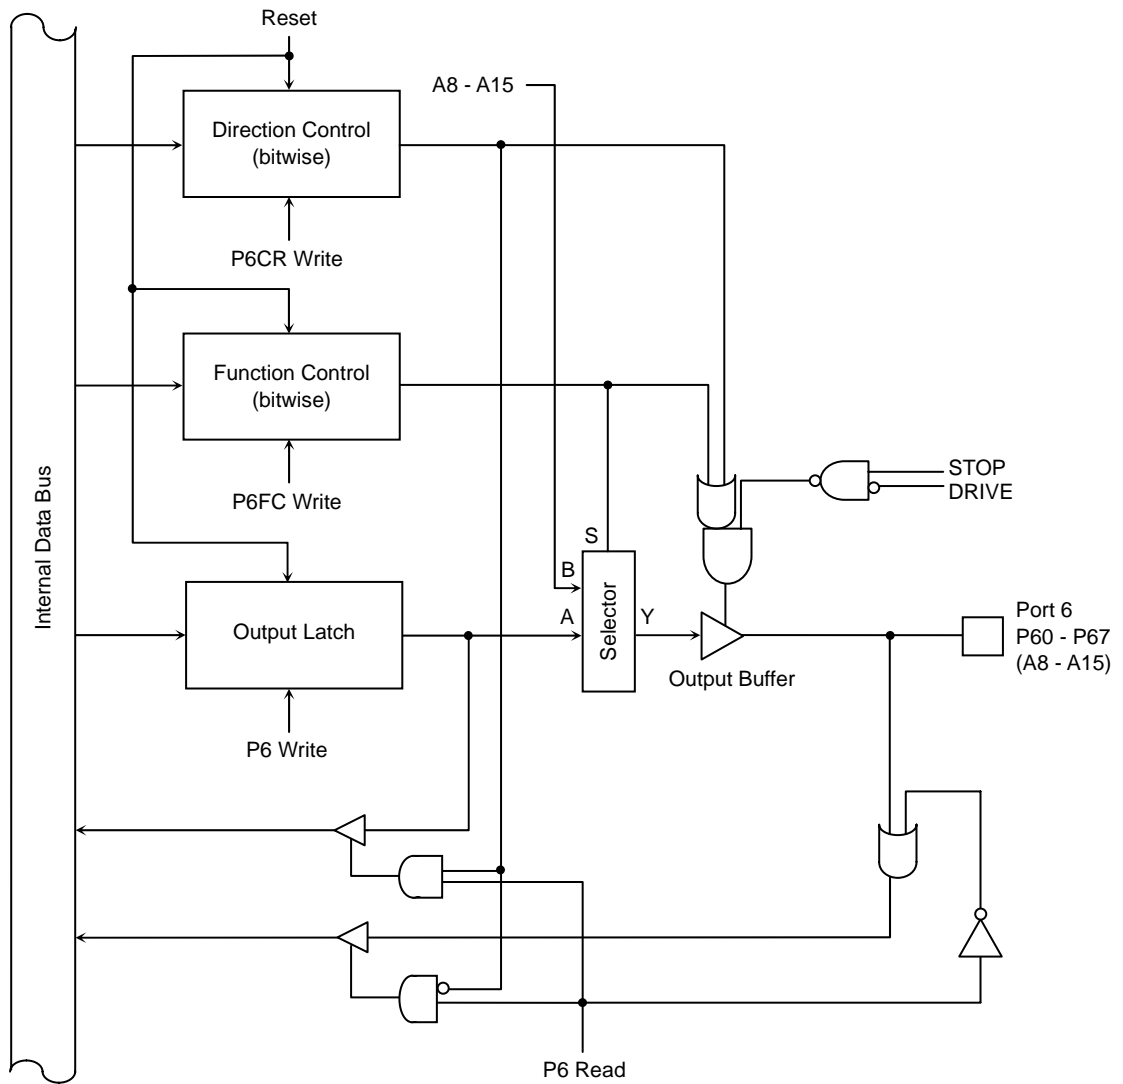 Reset
A8 - A15
Direction Control
(bitwise)
P6CR Write
Function Control
(bitwise)
P6FC Write
STOP
DRIVE
Internal Data Bus
S
B
A
Selector
Y
Output Latch
Output Buffer
Port 6
P60 - P67
(A8 - A15)
P6 Write
P6 Read